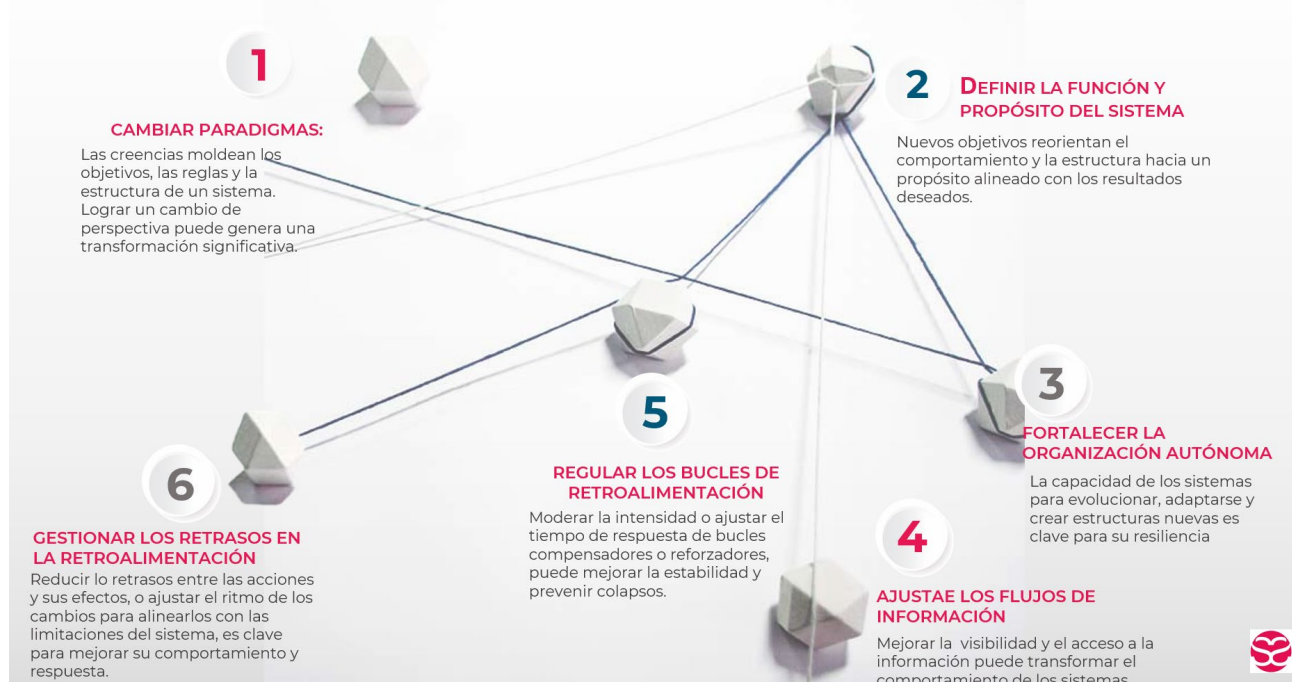 1
CAMBIAR PARADIGMAS:
Las creencias moldean los
objetivos, las reglas y la
estructura de un sistema.
Lograr un cambio de
perspectiva puede genera una
transformación significativa.
2
DEFINIR LA FUNCIÓN Y
PROPÓSITO DEL SISTEMA
Nuevos objetivos reorientan el
comportamiento y la estructura hacia un
propósito alineado con los resultados
deseados.
3
FORTALECER LA
ORGANIZACIÓN AUTÓNOMA
La capacidad de los sistemas
para evolucionar, adaptarse y
crear estructuras nuevas es
clave para su resiliencia
4
AJUSTAE LOS FLUJOS DE
INFORMACIÓN
Mejorar la visibilidad y el acceso a la
información puede transformar el
comportamiento de los sistemas
5
REGULAR LOS BUCLES DE
RETROALIMENTACIÓN
Moderar la intensidad o ajustar el
tiempo de respuesta de bucles
compensadores o reforzadores,
puede mejorar la estabilidad y
prevenir colapsos.
6
GESTIONAR LOS RETRASOS EN
LA RETROALIMENTACIÓN
Reducir lo retrasos entre las acciones
y sus efectos, o ajustar el ritmo de los
cambios para alinearlos con las
limitaciones del sistema, es clave
para mejorar su comportamiento y
respuesta.